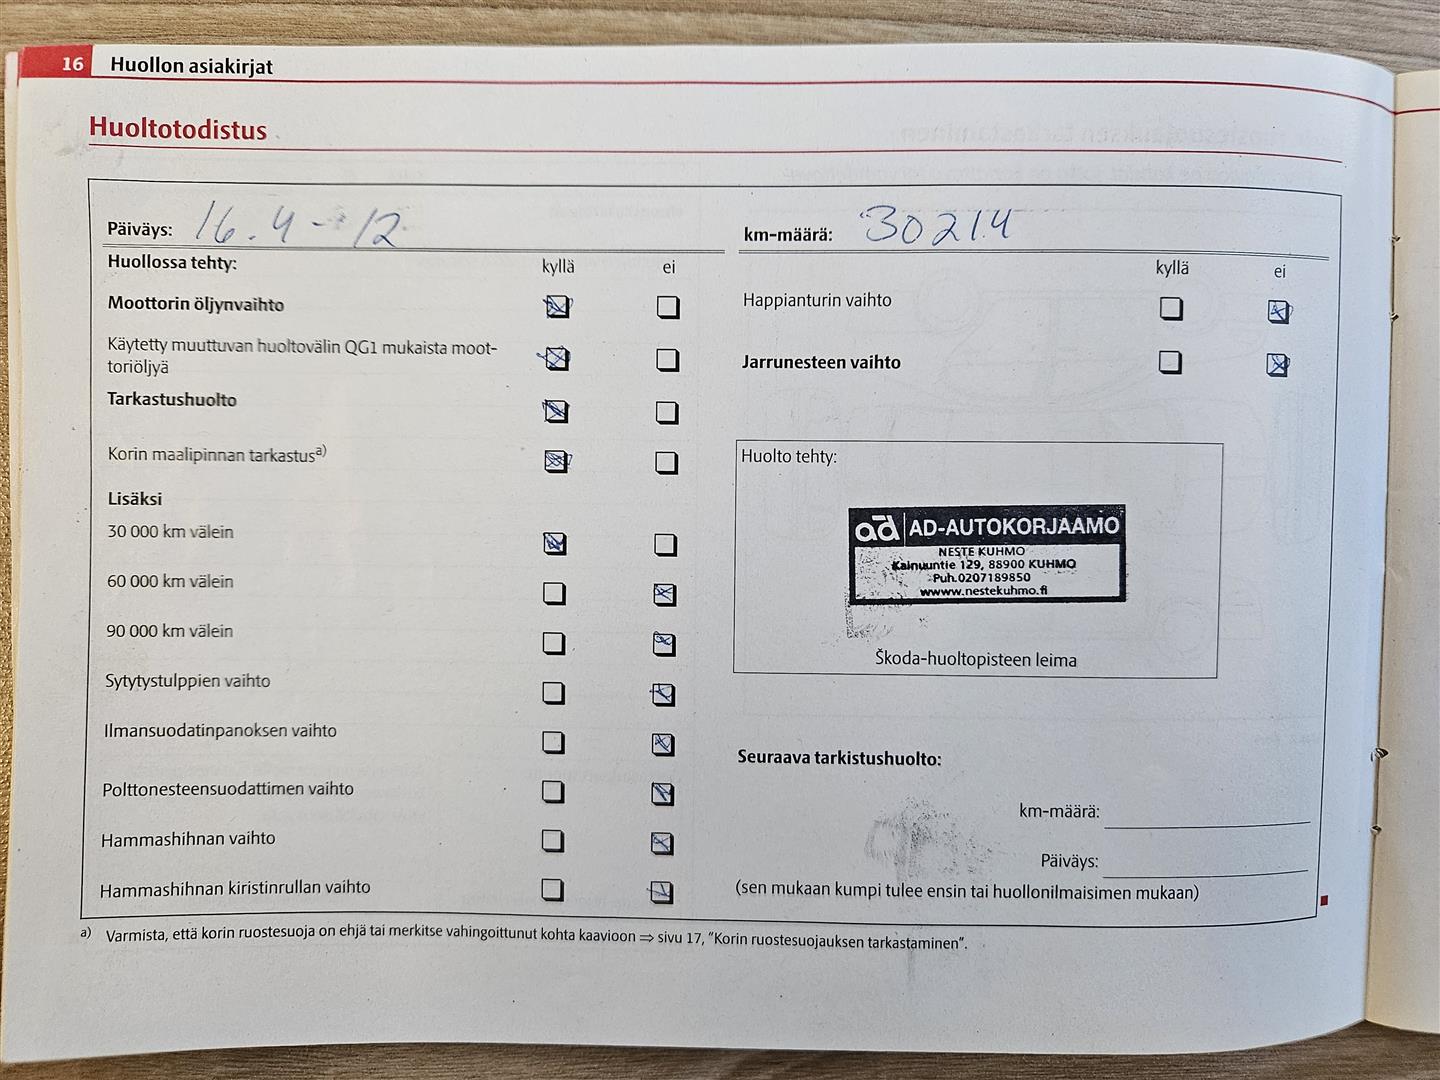 16 Huollon asiakirjat
Huoltotodistus
Päiväys: 16.4-12
km-määrä: 30214
Huollossa tehty: kyllä ei
Moottorin öljynvaihto
Käytetty muuttuvan huoltovälin QG1 mukaista moot-
toriöljyä
Tarkastushuolto
Korin maalipinnan tarkastus a)
Lisäksi
30 000 km välein
60 000 km välein
90 000 km välein
Sytytystulppien vaihto
Ilmansuodatinpanoksen vaihto
Polttonesteensuodattimen vaihto
Hammashihnan vaihto
Hammashihnan kiristinrullan vaihto
kyllä ei
Happianturin vaihto
Jarrunesteen vaihto
Huolto tehty:
ad AD-AUTOKORJAAMO
NESTE KUHMO
Kainuuntie 129, 88900 KUHMO
Puh.0207189850
wwww.nestekuhmo.fi
Škoda-huoltopisteen leima
Seuraava tarkistushuolto:
km-määrä:
Päiväys:
(sen mukaan kumpi tulee ensin tai huollonilmaisimen mukaan)
a) Varmista, että korin ruostesuoja on ehjä tai merkitse vahingoittunut kohta kaavioon ⇒ sivu 17, "Korin ruostesuojauksen tarkastaminen".